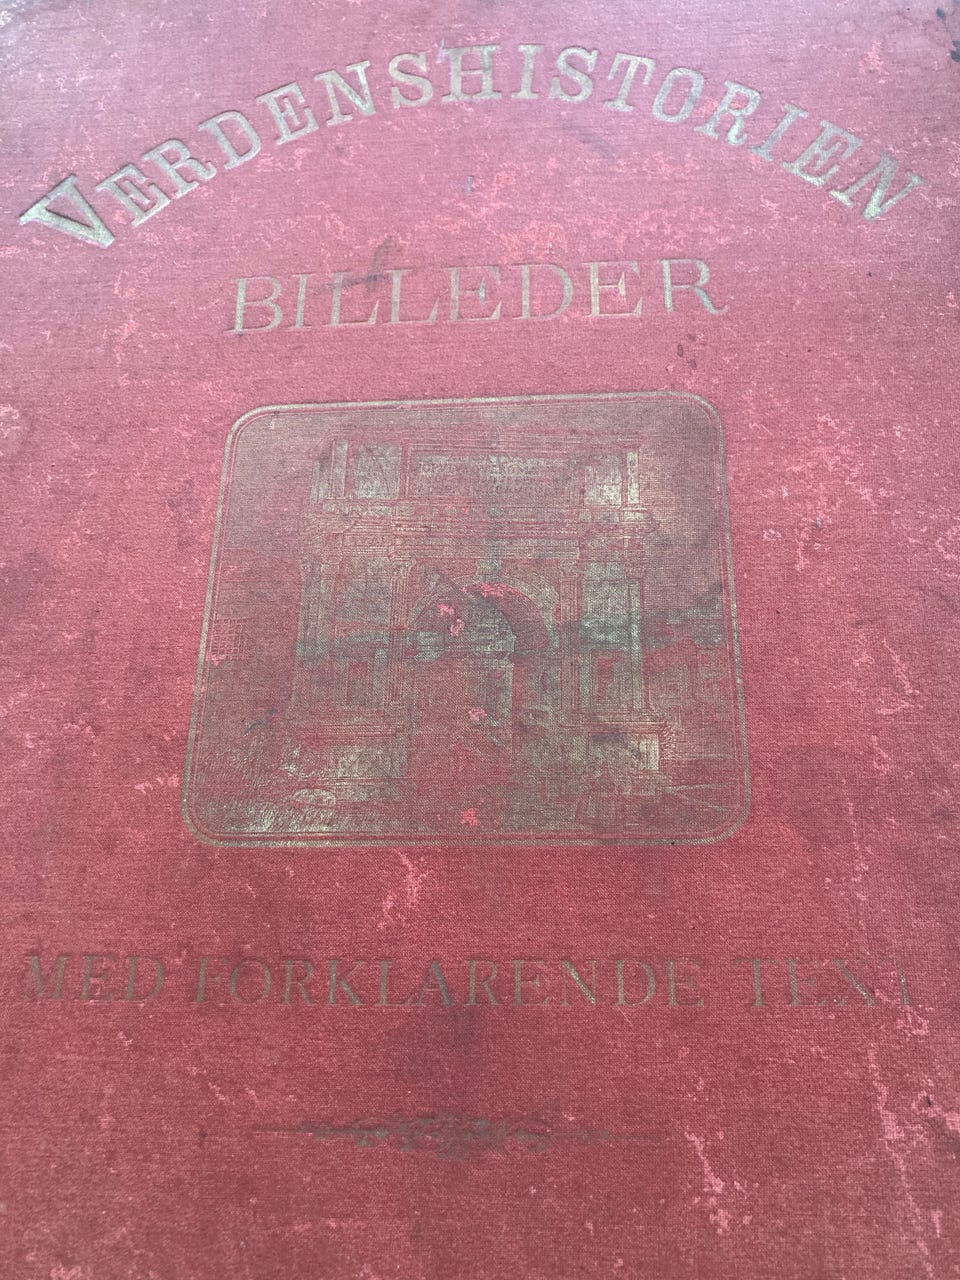 VERDENSHISTORIEN
BILLEDER
MED FORKLARENDE TEXT